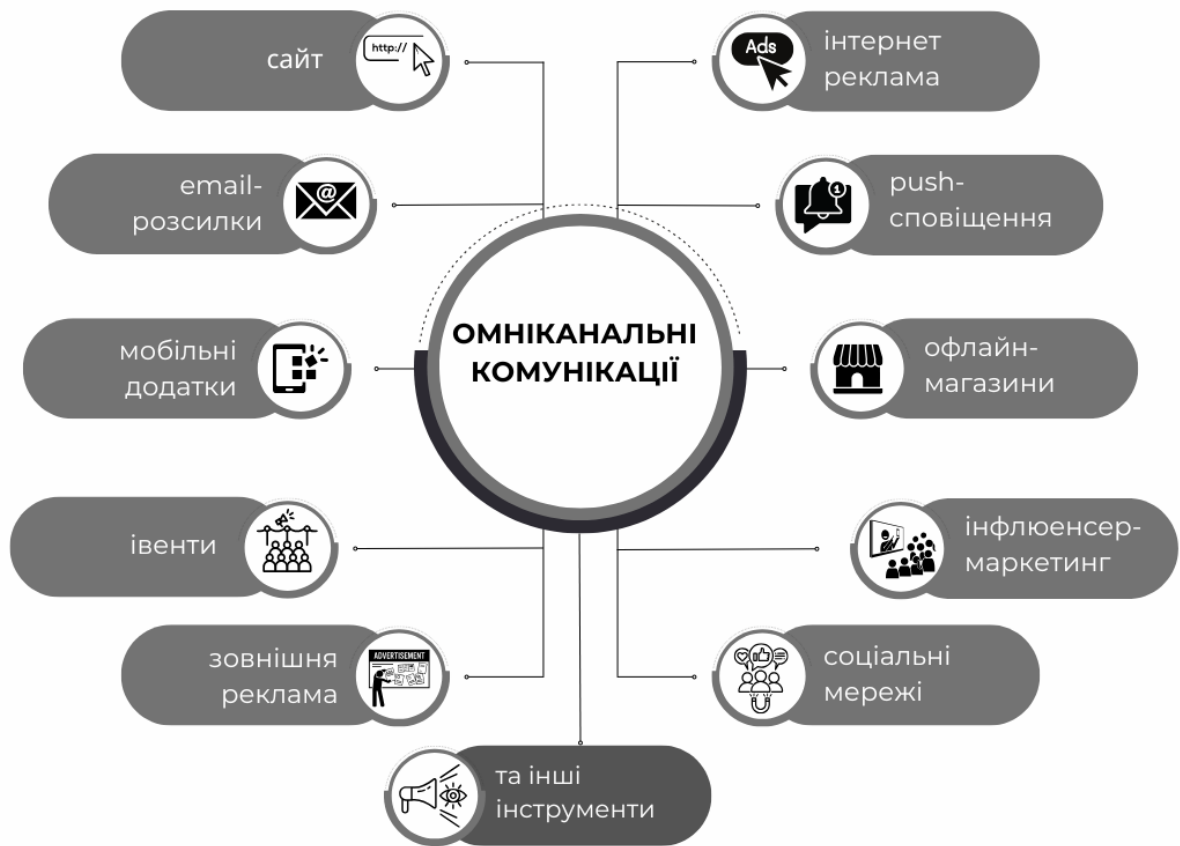 сайт
http://
Ads
інтернет
реклама
email-
розсилки
@
1
push-
сповіщення
ОМНІКАНАЛЬНІ
КОМУНІКАЦІЇ
мобільні
додатки
офлайн-
магазини
івенти
інфлюенсер-
маркетинг
зовнішня
реклама
ADVERTISEMENT
соціальні
мережі
та інші
інструменти